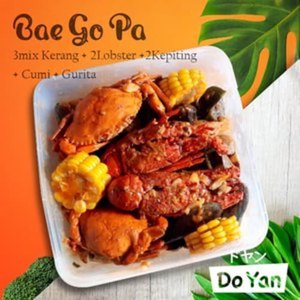 Bae Go Pa
3mix Kerang + 2Lobster +2Kepiting
+ Cumi + Gurita
ドヤン
Do Yan